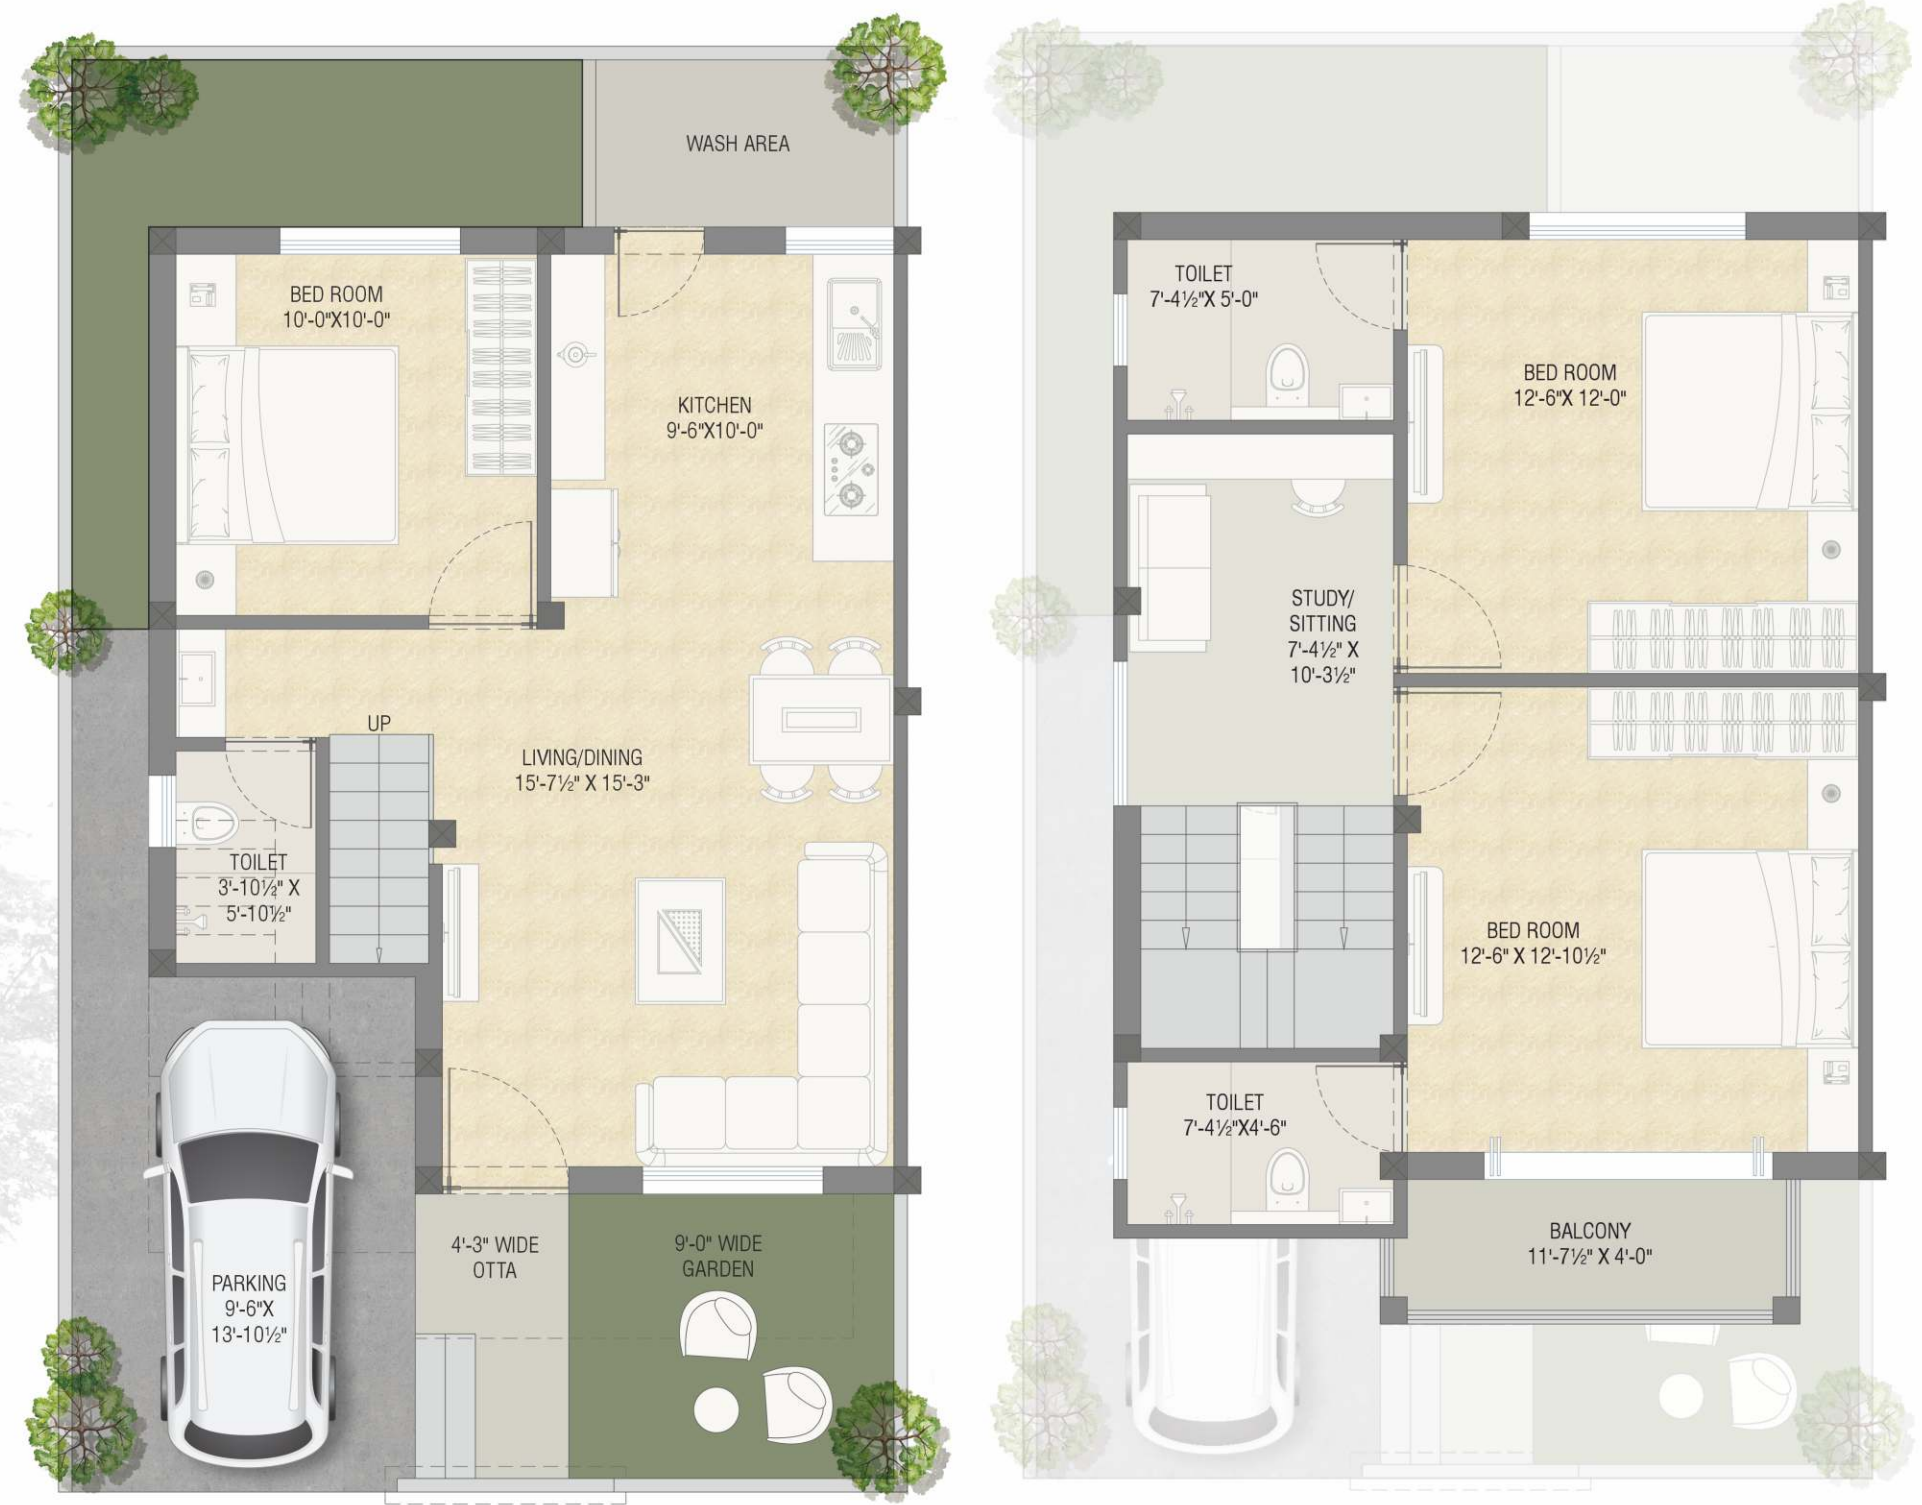 WASH AREA
BED ROOM
10'-0"X10'-0"
KITCHEN
9'-6"X10'-0"
UP
LIVING/DINING
15'-7½" X 15'-3"
TOILET
3'-10½" X
5'-10½"
4'-3" WIDE
OTTA
9'-0" WIDE
GARDEN
PARKING
9'-6"X
13'-10½"
TOILET
7'-4½"X 5'-0"
BED ROOM
12'-6"X 12'-0"
STUDY/
SITTING
7'-4½" X
10'-3½"
BED ROOM
12'-6" X 12'-10½"
TOILET
7'-4½"X4'-6"
BALCONY
11'-7½" X 4'-0"